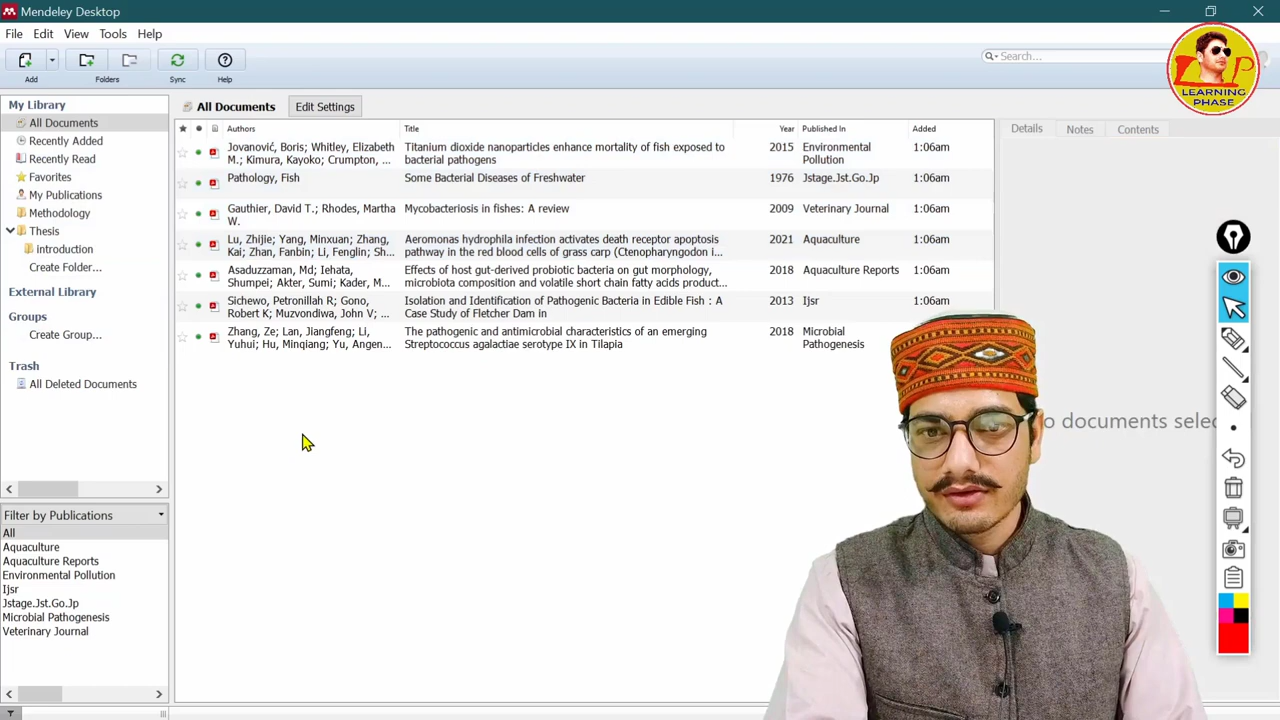 Mendeley Desktop
File Edit View Tools Help
Add Folders Sync Help
Search...
LP
LEARNING
PHASE
My Library
All Documents
Recently Added
Recently Read
Favorites
My Publications
Methodology
Thesis
introduction
Create Folder...
External Library
Groups
Create Group...
Trash
All Deleted Documents
Filter by Publications
All
Aquaculture
Aquaculture Reports
Environmental Pollution
Ijsr
Jstage.Jst.Go.Jp
Microbial Pathogenesis
Veterinary Journal
All Documents Edit Settings
Authors Title Year Published In Added
Jovanović, Boris; Whitley, Elizabeth Titanium dioxide nanoparticles enhance mortality of fish exposed to 2015 Environmental 1:06am
M.; Kimura, Kayoko; Crumpton, ... bacterial pathogens Pollution
Pathology, Fish Some Bacterial Diseases of Freshwater 1976 Jstage.Jst.Go.Jp 1:06am
Gauthier, David T.; Rhodes, Martha Mycobacteriosis in fishes: A review 2009 Veterinary Journal 1:06am
W.
Lu, Zhijie; Yang, Minxuan; Zhang, Aeromonas hydrophila infection activates death receptor apoptosis 2021 Aquaculture 1:06am
Kai; Zhan, Fanbin; Li, Fenglin; Sh... pathway in the red blood cells of grass carp (Ctenopharyngodon i...
Asaduzzaman, Md; Iehata, Effects of host gut-derived probiotic bacteria on gut morphology, 2018 Aquaculture Reports 1:06am
Shumpei; Akter, Sumi; Kader, M... microbiota composition and volatile short chain fatty acids product...
Sichewo, Petronillah R; Gono, Isolation and Identification of Pathogenic Bacteria in Edible Fish : A 2013 Ijsr 1:06am
Robert K; Muzvondiwa, John V; ... Case Study of Fletcher Dam in
Zhang, Ze; Lan, Jiangfeng; Li, The pathogenic and antimicrobial characteristics of an emerging 2018 Microbial
Yuhui; Hu, Minqiang; Yu, Angen... Streptococcus agalactiae serotype IX in Tilapia Pathogenesis
Details Notes Contents
o documents selec